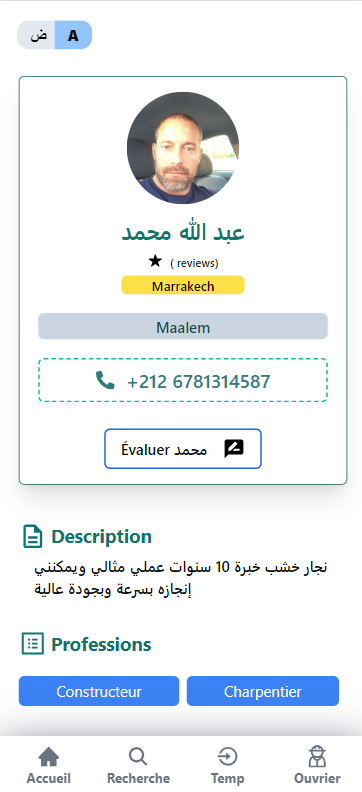 ض A
عبد الله محمد
★ ( reviews)
Marrakech
Maalem
+212 6781314587
Évaluer محمد
Description
نجار خشب خبرة 10 سنوات عملي مثالي ويمكنني
إنجازه بسرعة وبجودة عالية
Professions
Constructeur Charpentier
Accueil Recherche Temp Ouvrier